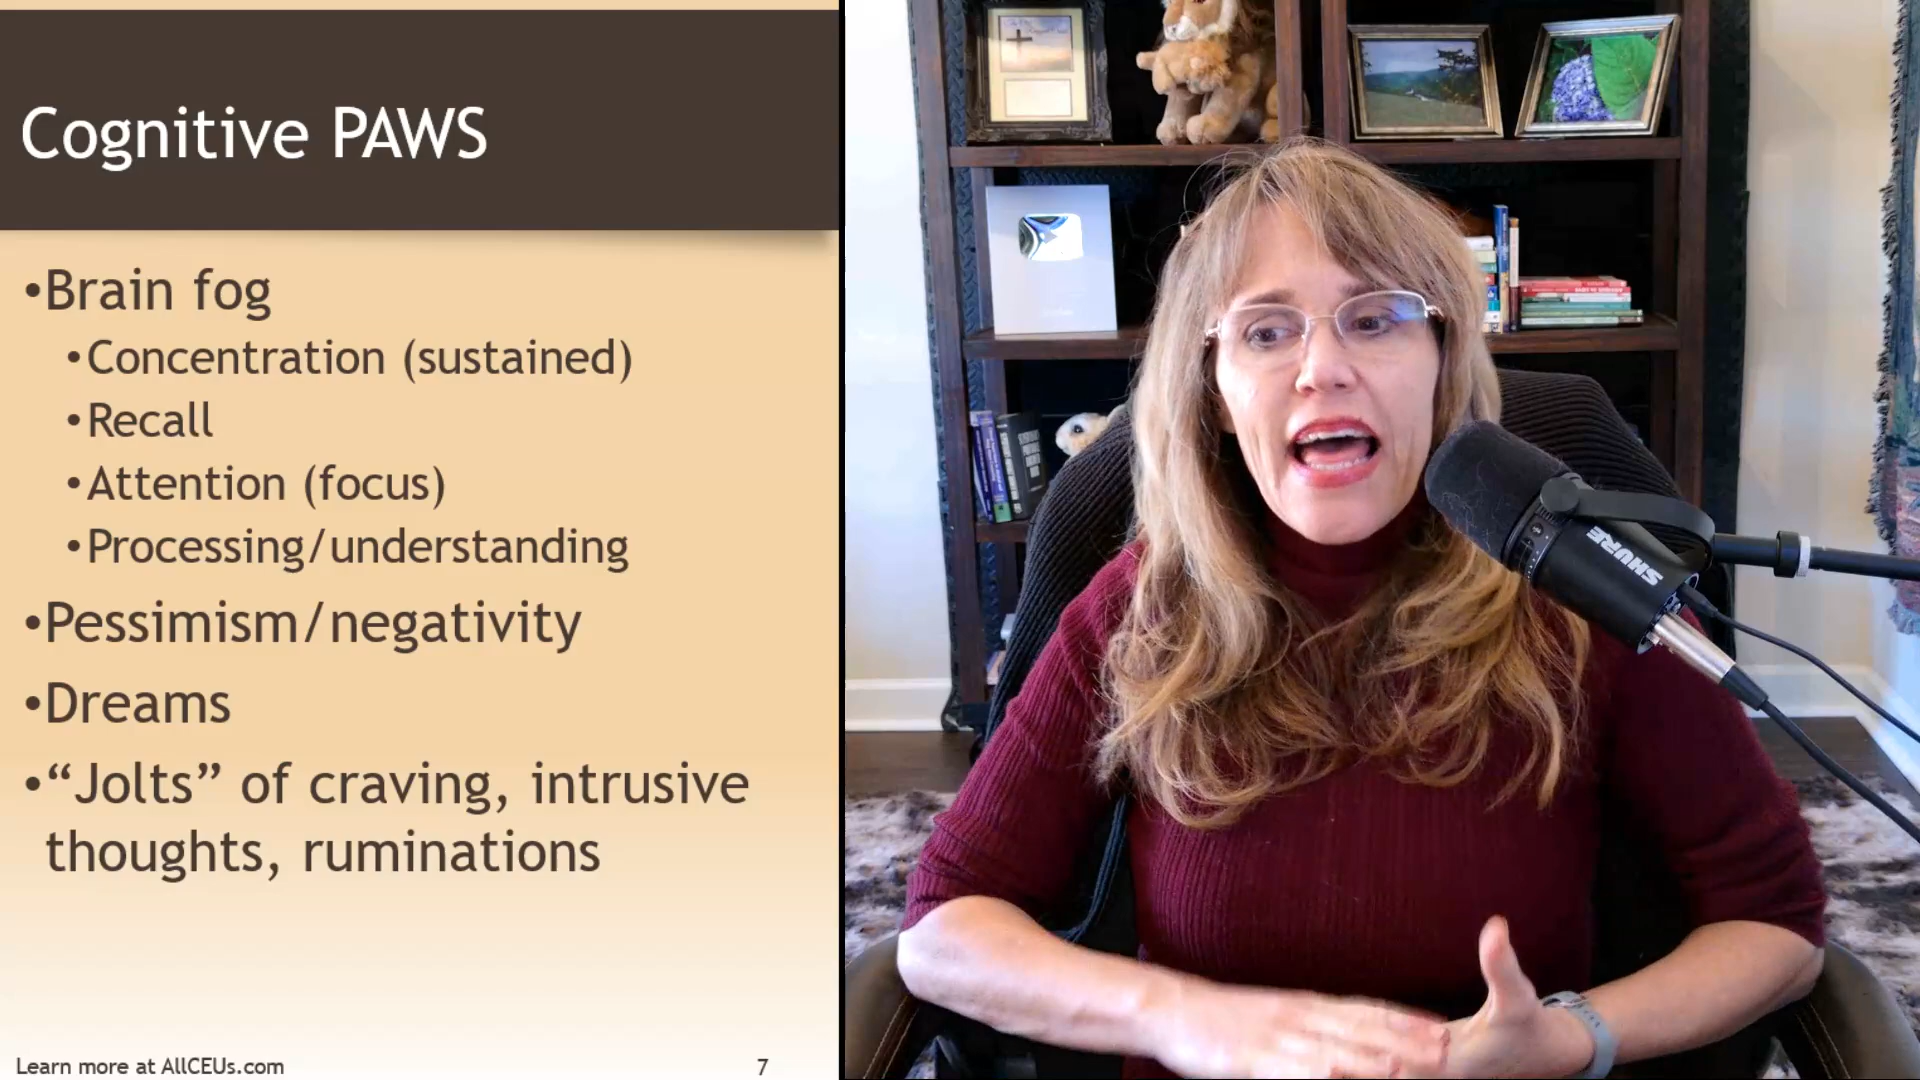 Cognitive PAWS
•Brain fog
•Concentration (sustained)
•Recall
•Attention (focus)
•Processing/understanding
•Pessimism/negativity
•Dreams
•“Jolts” of craving, intrusive
thoughts, ruminations
Learn more at AllCEUs.com
7
SHURE